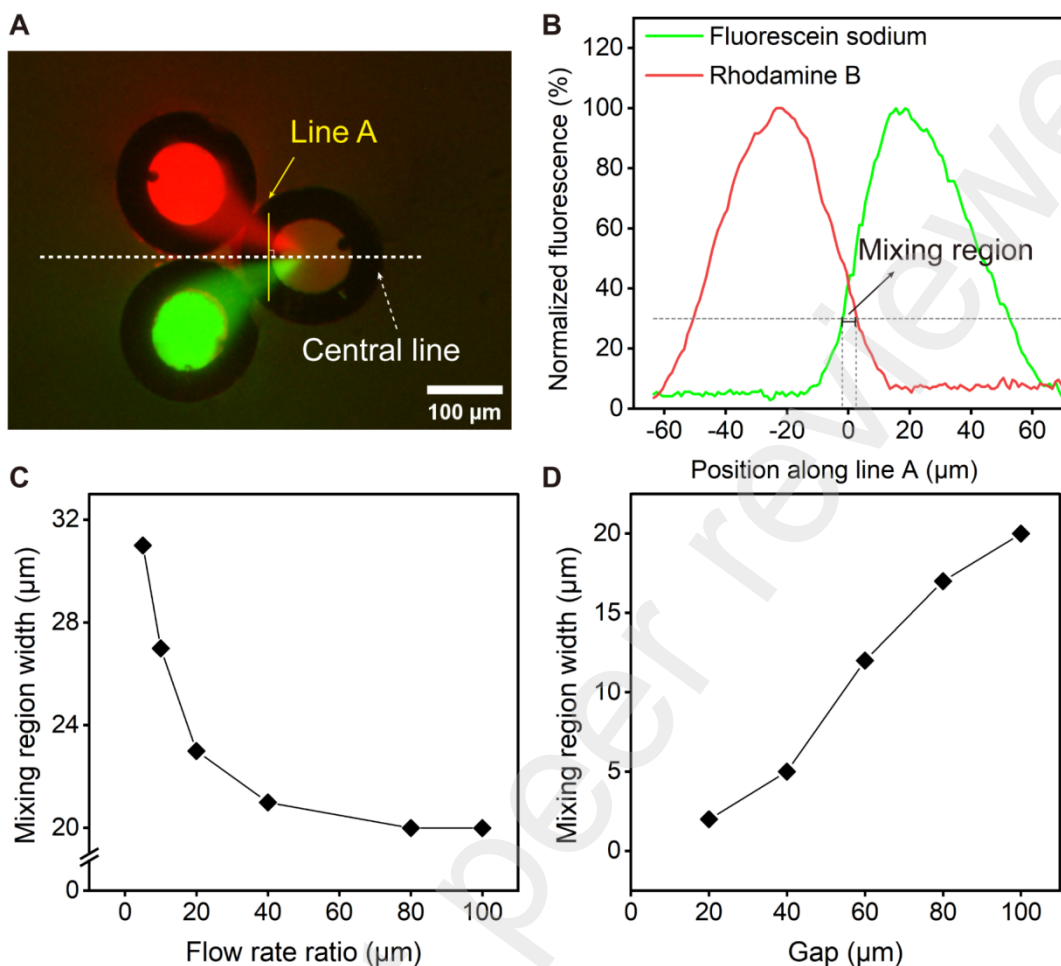 A
Line A
Central line
100 μm
B
Fluorescein sodium
Rhodamine B
Mixing region
120
100
80
60
40
20
0
Normalized fluorescence (%)
-60 -40 -20 0 20 40 60
Position along line A (μm)
C
32
28
24
20
0
Mixing region width (μm)
0 20 40 60 80 100
Flow rate ratio (μm)
D
20
15
10
5
0
Mixing region width (μm)
0 20 40 60 80 100
Gap (μm)
peer reviewe